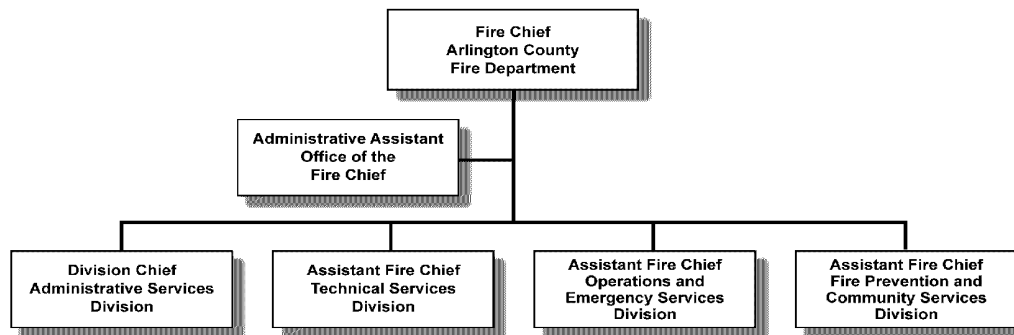 Fire Chief
Arlington County
Fire Department
Administrative Assistant
Office of the
Fire Chief
Division Chief
Administrative Services
Division
Assistant Fire Chief
Technical Services
Division
Assistant Fire Chief
Operations and
Emergency Services
Division
Assistant Fire Chief
Fire Prevention and
Community Services
Division